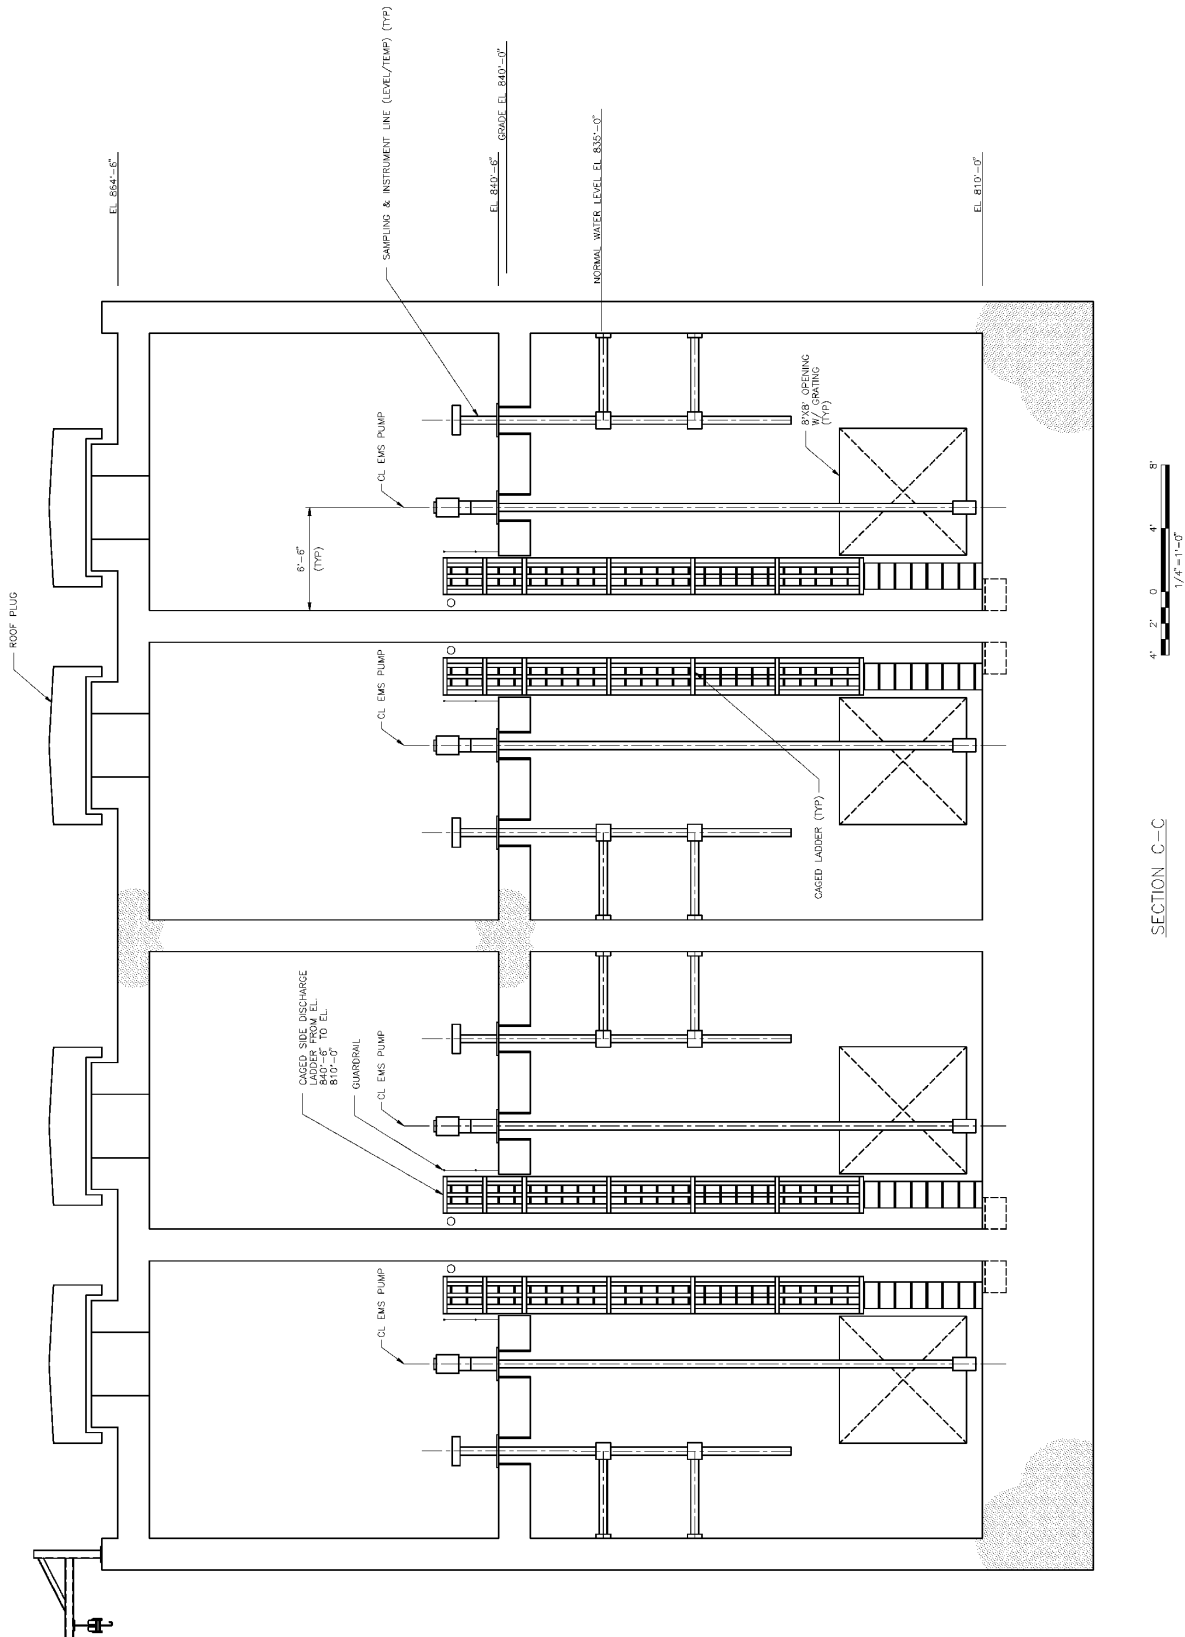 ROOF PLUG
EL 864'-6"
SAMPLING & INSTRUMENT LINE (LEVEL/TEMP) (TYP)
EL 840'-6"
GRADE EL 840'-0"
NORMAL WATER LEVEL EL 835'-0"
EL 810'-0"
CL EMS PUMP
6'-6"
(TYP)
8'X8' OPENING
W/ GRATING
(TYP)
CL EMS PUMP
CAGED LADDER (TYP)
CAGED SIDE DISCHARGE
LADDER FROM EL.
840'-6" TO EL.
810'-0"
GUARDRAIL
CL EMS PUMP
CL EMS PUMP
4' 2' 0 4' 8'
1/4"=1'-0"
SECTION C-C